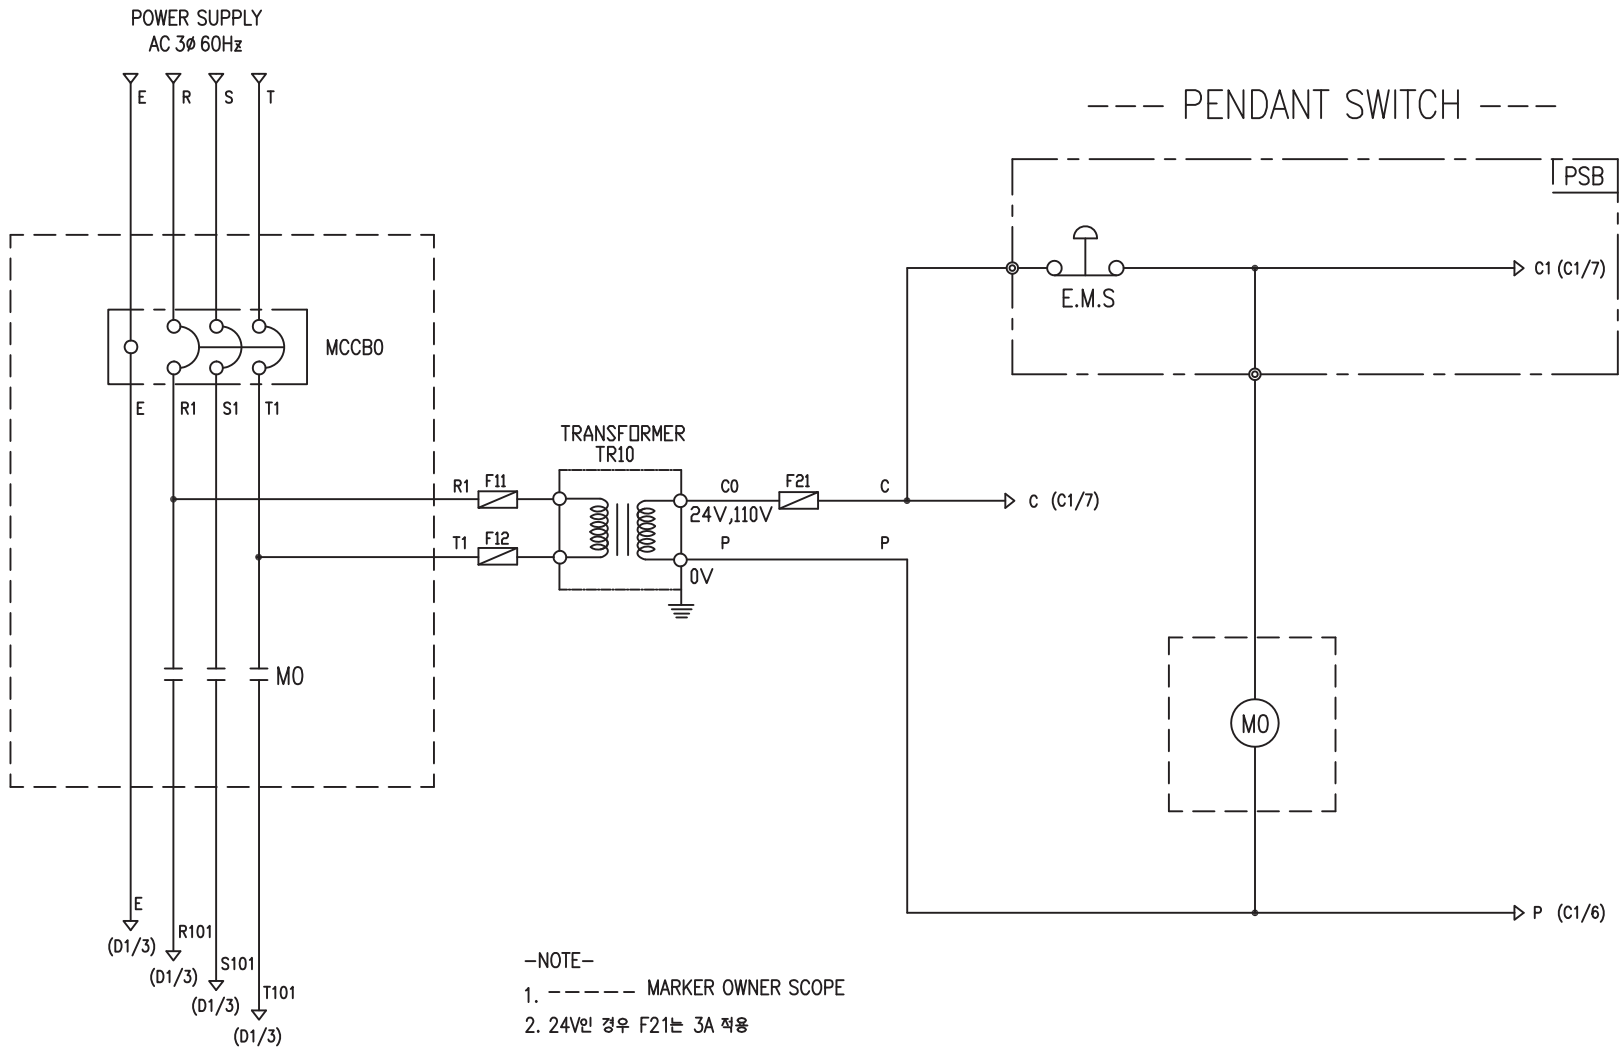 POWER SUPPLY
AC 3Ø 60Hz
E R S T
PENDANT SWITCH
PSB
C1 (C1/7)
E.M.S
MCCB0
E R1 S1 T1
TRANSFORMER
TR10
R1 F11
C0 F21 C
C (C1/7)
24V,110V
T1 F12
P P
0V
M0
M0
E
(D1/3)
R101
(D1/3)
S101
(D1/3)
T101
(D1/3)
P (C1/6)
-NOTE-
1. ------ MARKER OWNER SCOPE
2. 24V인 경우 F21는 3A 적용